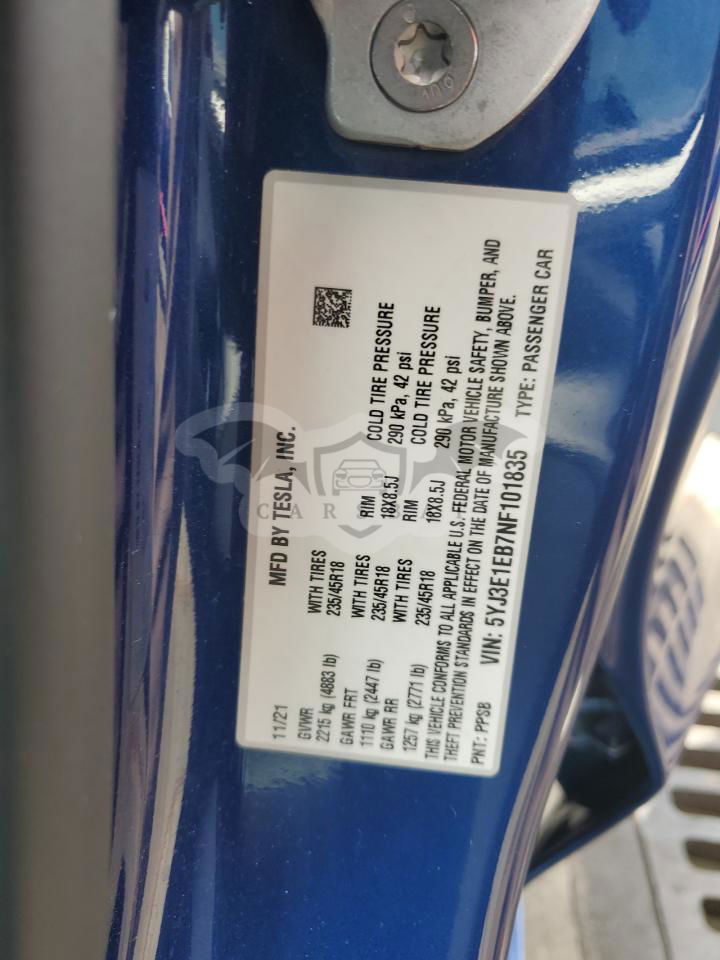 MFD BY TESLA, INC.
11/21
GVWR
2215 kg (4883 lb)
WITH TIRES
235/45R18
RIM
18X8.5J
COLD TIRE PRESSURE
290 kPa, 42 psi
GAWR FRT
1110 kg (2447 lb)
WITH TIRES
235/45R18
RIM
18X8.5J
COLD TIRE PRESSURE
290 kPa, 42 psi
GAWR RR
1257 kg (2771 lb)
THIS VEHICLE CONFORMS TO ALL APPLICABLE U.S. FEDERAL MOTOR VEHICLE SAFETY, BUMPER, AND
THEFT PREVENTION STANDARDS IN EFFECT ON THE DATE OF MANUFACTURE SHOWN ABOVE.
VIN: 5YJ3E1EB7NF101835 TYPE: PASSENGER CAR
PNT: PPSB